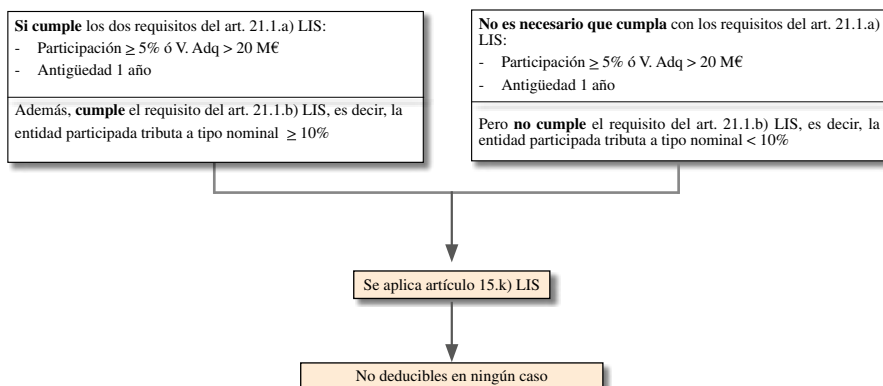 Si cumple los dos requisitos del art. 21.1.a) LIS:
- Participación ≥ 5% ó V. Adq > 20 M€
- Antigüedad 1 año
Además, cumple el requisito del art. 21.1.b) LIS, es decir, la
entidad participada tributa a tipo nominal ≥ 10%
No es necesario que cumpla con los requisitos del art. 21.1.a)
LIS:
- Participación ≥ 5% ó V. Adq > 20 M€
- Antigüedad 1 año
Pero no cumple el requisito del art. 21.1.b) LIS, es decir, la
entidad participada tributa a tipo nominal < 10%
Se aplica artículo 15.k) LIS
No deducibles en ningún caso